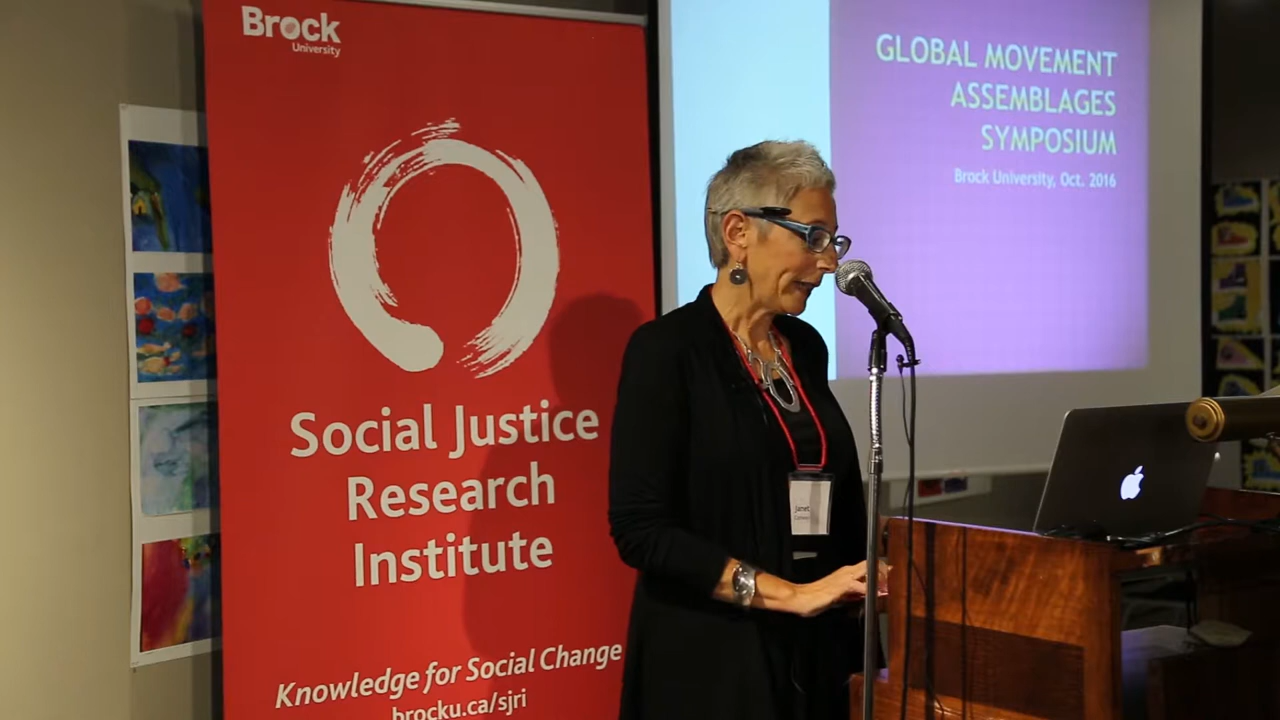 Brock
University
Social Justice
Research
Institute
Knowledge for Social Change
brocku.ca/sjri
GLOBAL MOVEMENT
ASSEMBLAGES
SYMPOSIUM
Brock University, Oct. 2016
Janet